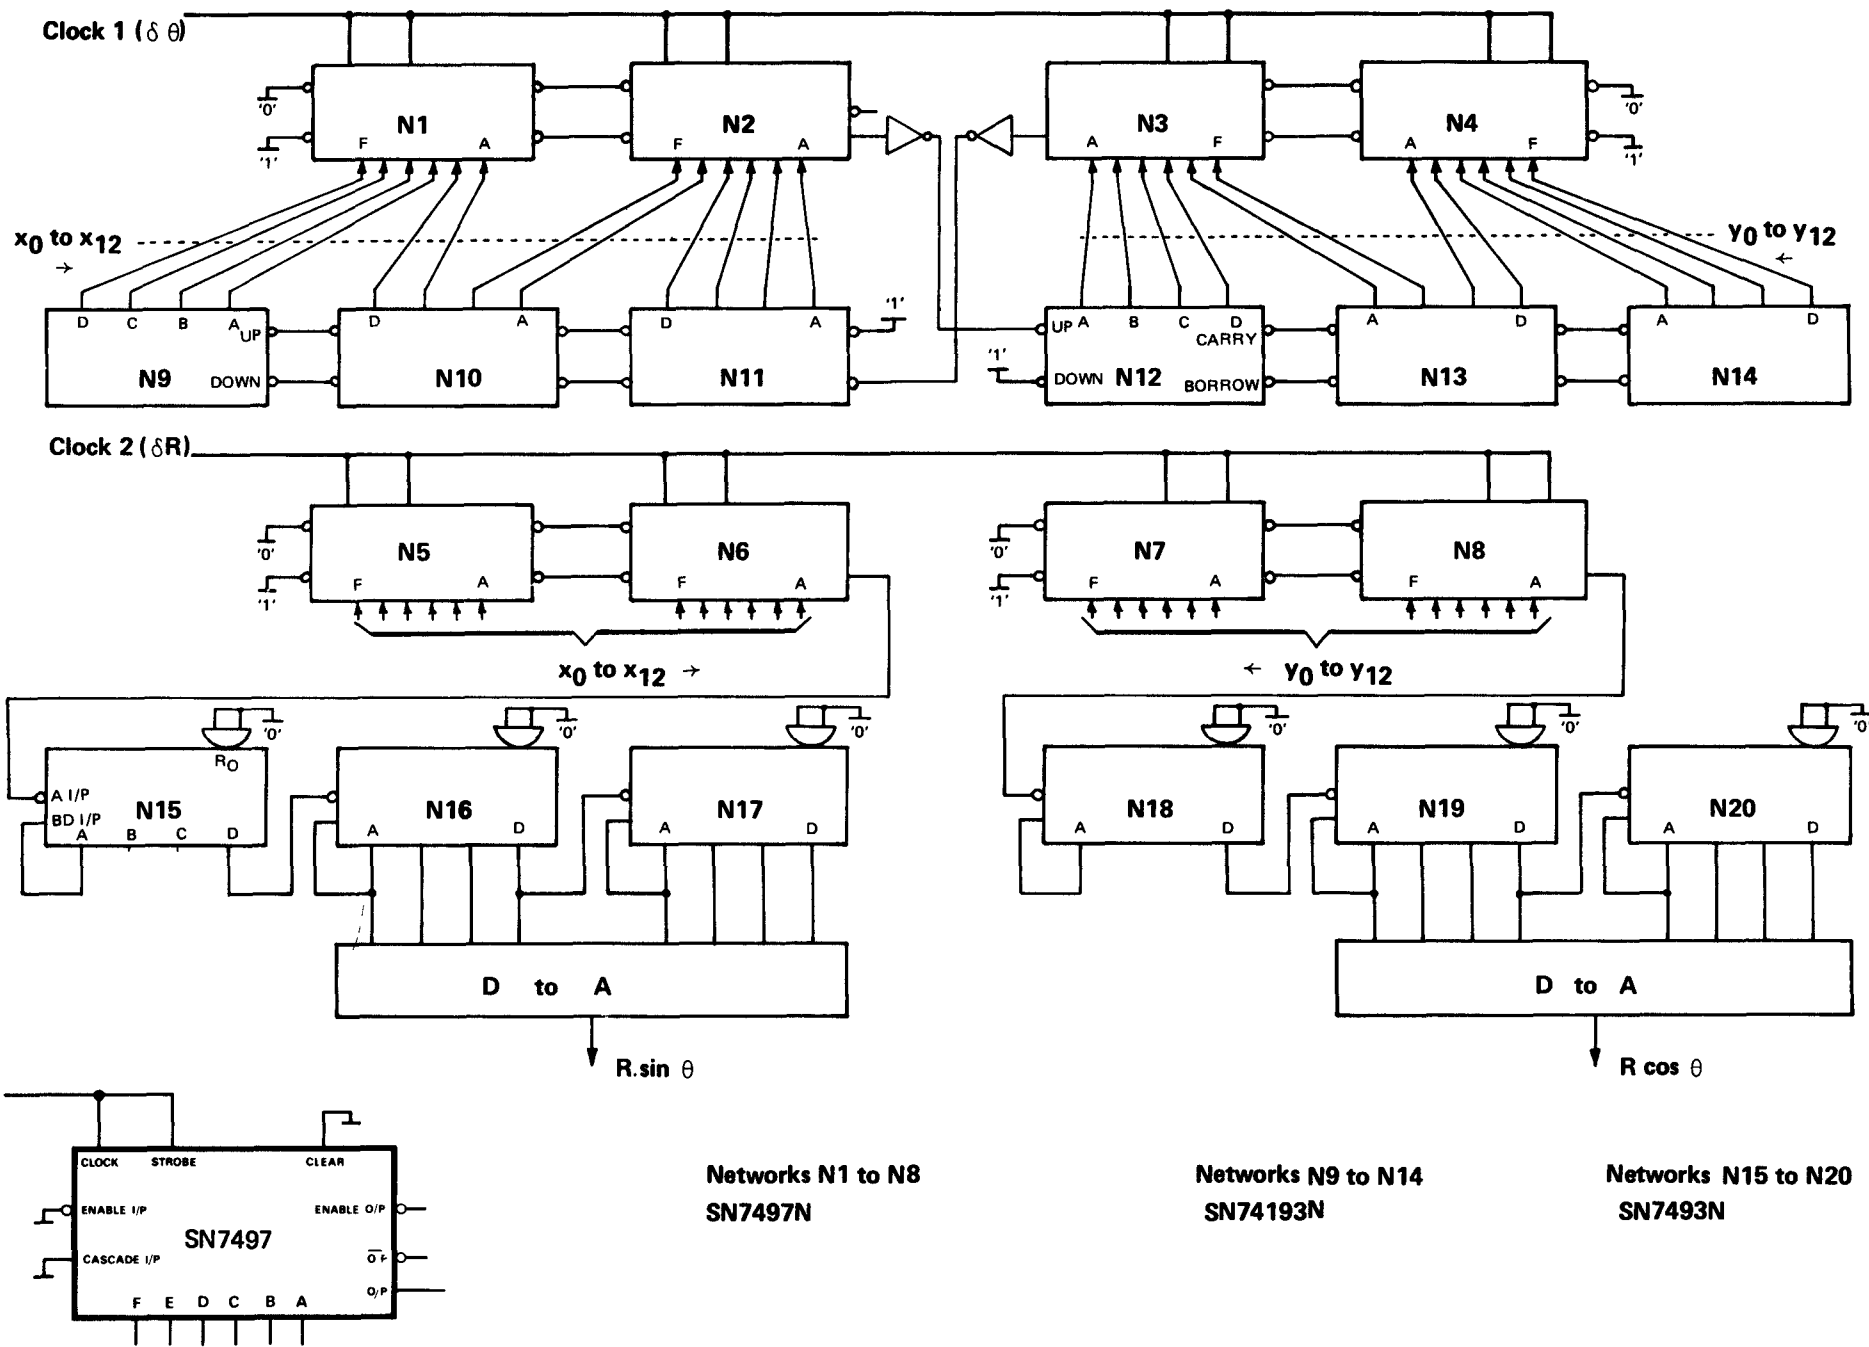 Clock 1 (δ θ)
N1 N2 N3 N4
'0' '0'
'1' '1'
F A F A A F A F
x0 to x12 → y0 to y12 ←
D C B A D A D A '1' UP A B C D A D A D
UP CARRY
'1'
N9 DOWN N10 N11 DOWN N12 BORROW N13 N14
Clock 2 (δR)
N5 N6 N7 N8
'0' '0'
'1' '1'
F A F A F A F A
x0 to x12 → ← y0 to y12
'0' '0' '0' '0' '0' '0'
RO
A I/P
BD I/P
N15 N16 N17 N18 N19 N20
A B C D A D A D A D A D A D
D to A D to A
R.sin θ R cos θ
CLOCK STROBE CLEAR
ENABLE I/P ENABLE O/P
SN7497
CASCADE I/P
O/P
F E D C B A
Networks N1 to N8
SN7497N
Networks N9 to N14
SN74193N
Networks N15 to N20
SN7493N